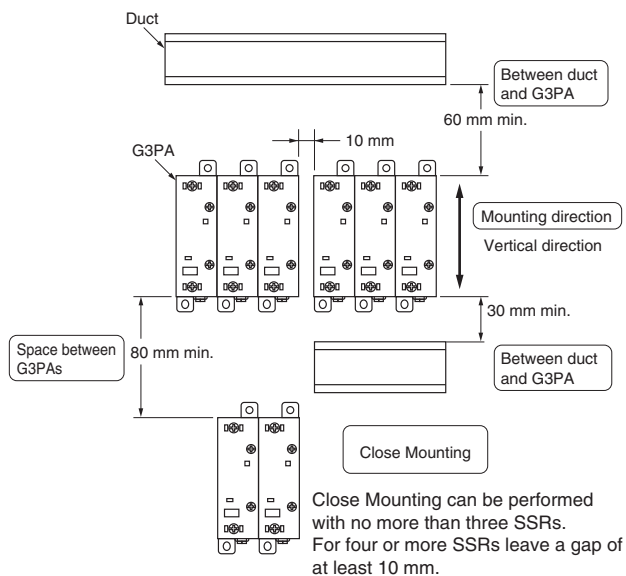 Duct
Between duct
and G3PA
60 mm min.
10 mm
G3PA
Mounting direction
Vertical direction
30 mm min.
Space between
G3PAs
80 mm min.
Between duct
and G3PA
Close Mounting
Close Mounting can be performed
with no more than three SSRs.
For four or more SSRs leave a gap of
at least 10 mm.